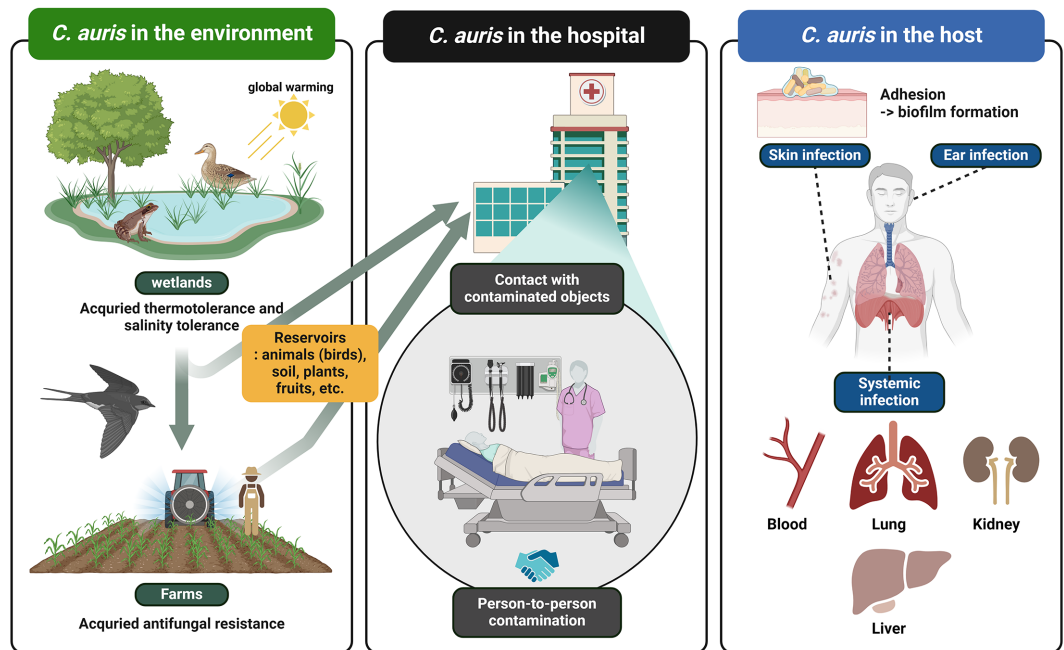 C. auris in the environment
global warming
wetlands
Acquried thermotolerance and
salinity tolerance
Reservoirs
: animals (birds),
soil, plants,
fruits, etc.
Farms
Acquried antifungal resistance
C. auris in the hospital
Contact with
contaminated objects
Person-to-person
contamination
C. auris in the host
Adhesion
-> biofilm formation
Skin infection
Ear infection
Systemic
infection
Blood
Lung
Kidney
Liver